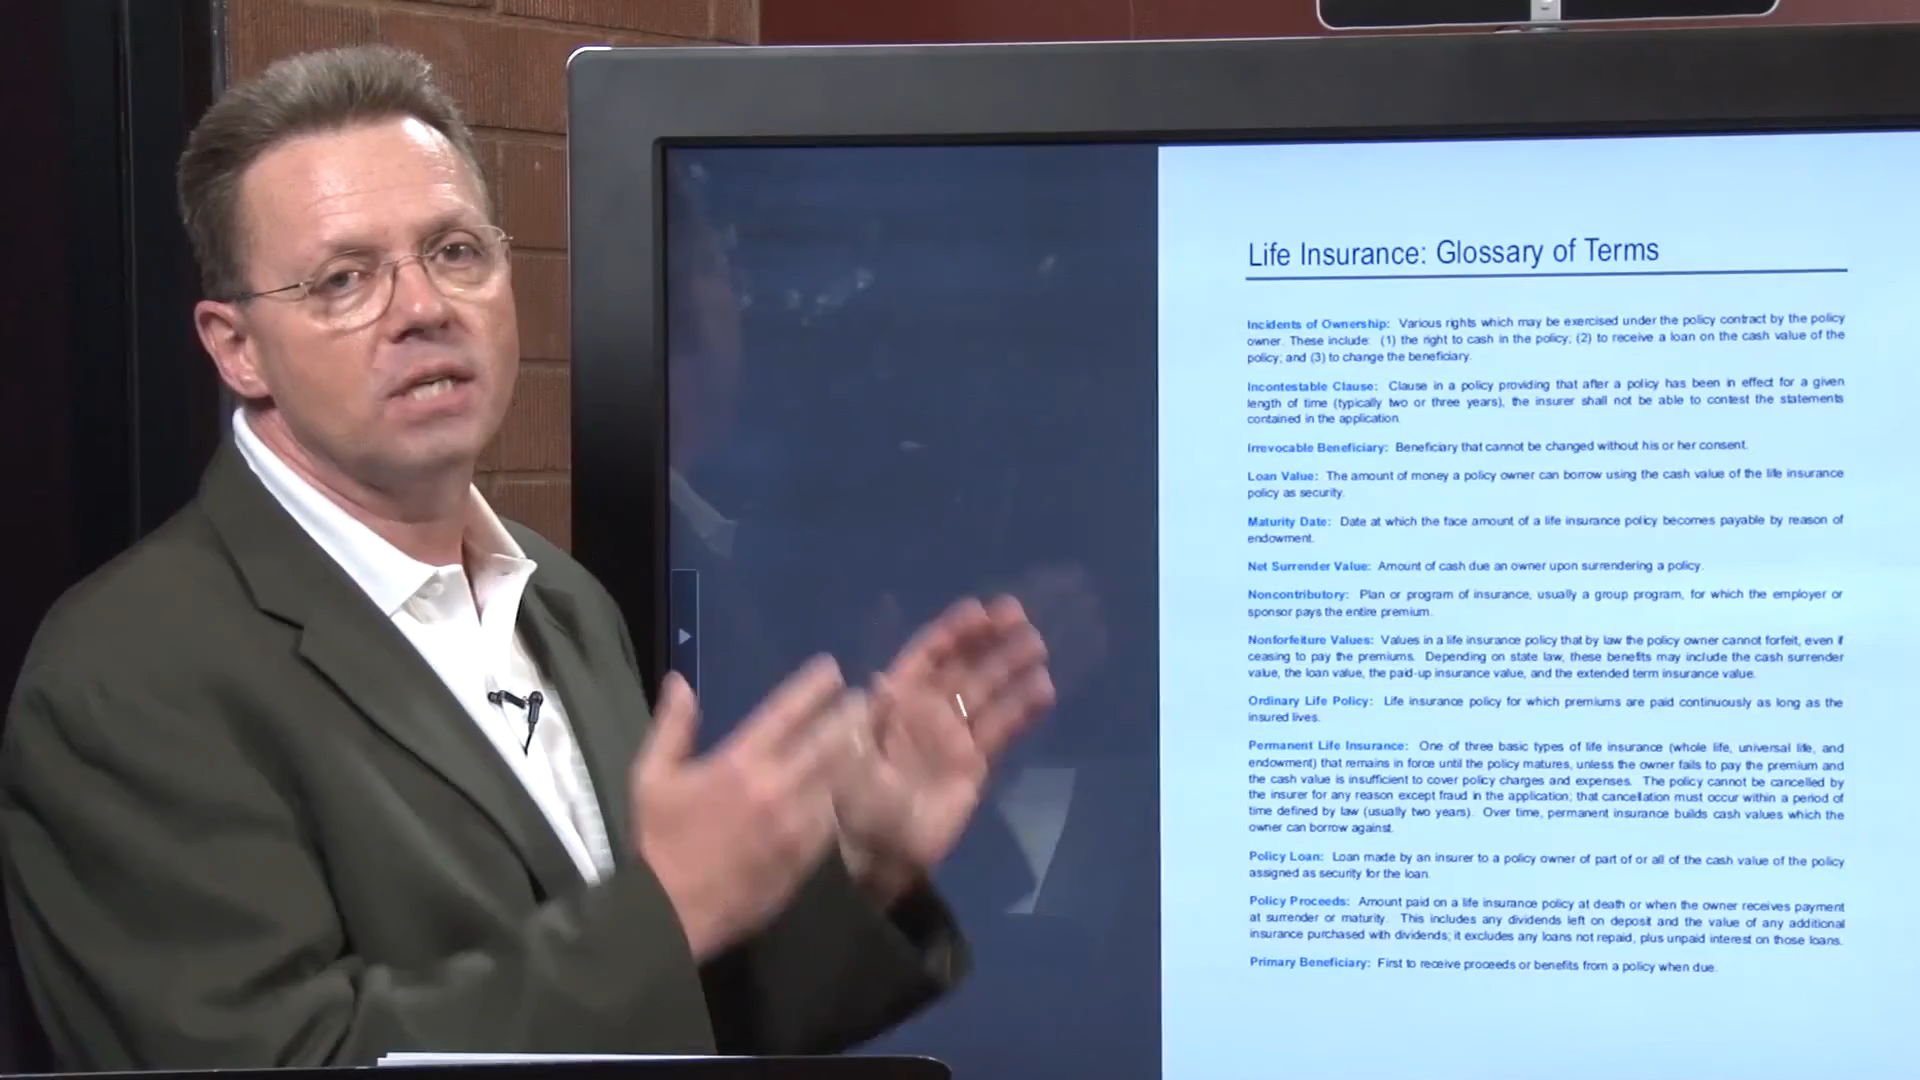 Life Insurance: Glossary of Terms
Incidents of Ownership: Various rights which may be exercised under the policy contract by the policy
owner. These include: (1) the right to cash in the policy; (2) to receive a loan on the cash value of the
policy; and (3) to change the beneficiary.
Incontestable Clause: Clause in a policy providing that after a policy has been in effect for a given
length of time (typically two or three years), the insurer shall not be able to contest the statements
contained in the application.
Irrevocable Beneficiary: Beneficiary that cannot be changed without his or her consent.
Loan Value: The amount of money a policy owner can borrow using the cash value of the life insurance
policy as security.
Maturity Date: Date at which the face amount of a life insurance policy becomes payable by reason of
endowment.
Net Surrender Value: Amount of cash due an owner upon surrendering a policy.
Noncontributory: Plan or program of insurance, usually a group program, for which the employer or
sponsor pays the entire premium.
Nonforfeiture Values: Values in a life insurance policy that by law the policy owner cannot forfeit, even if
ceasing to pay the premiums. Depending on state law, these benefits may include the cash surrender
value, the loan value, the paid-up insurance value, and the extended term insurance value.
Ordinary Life Policy: Life insurance policy for which premiums are paid continuously as long as the
insured lives.
Permanent Life Insurance: One of three basic types of life insurance (whole life, universal life, and
endowment) that remains in force until the policy matures, unless the owner fails to pay the premium and
the cash value is insufficient to cover policy charges and expenses. The policy cannot be cancelled by
the insurer for any reason except fraud in the application; that cancellation must occur within a period of
time defined by law (usually two years). Over time, permanent insurance builds cash values which the
owner can borrow against.
Policy Loan: Loan made by an insurer to a policy owner of part of or all of the cash value of the policy
assigned as security for the loan.
Policy Proceeds: Amount paid on a life insurance policy at death or when the owner receives payment
at surrender or maturity. This includes any dividends left on deposit and the value of any additional
insurance purchased with dividends; it excludes any loans not repaid, plus unpaid interest on those loans.
Primary Beneficiary: First to receive proceeds or benefits from a policy when due.